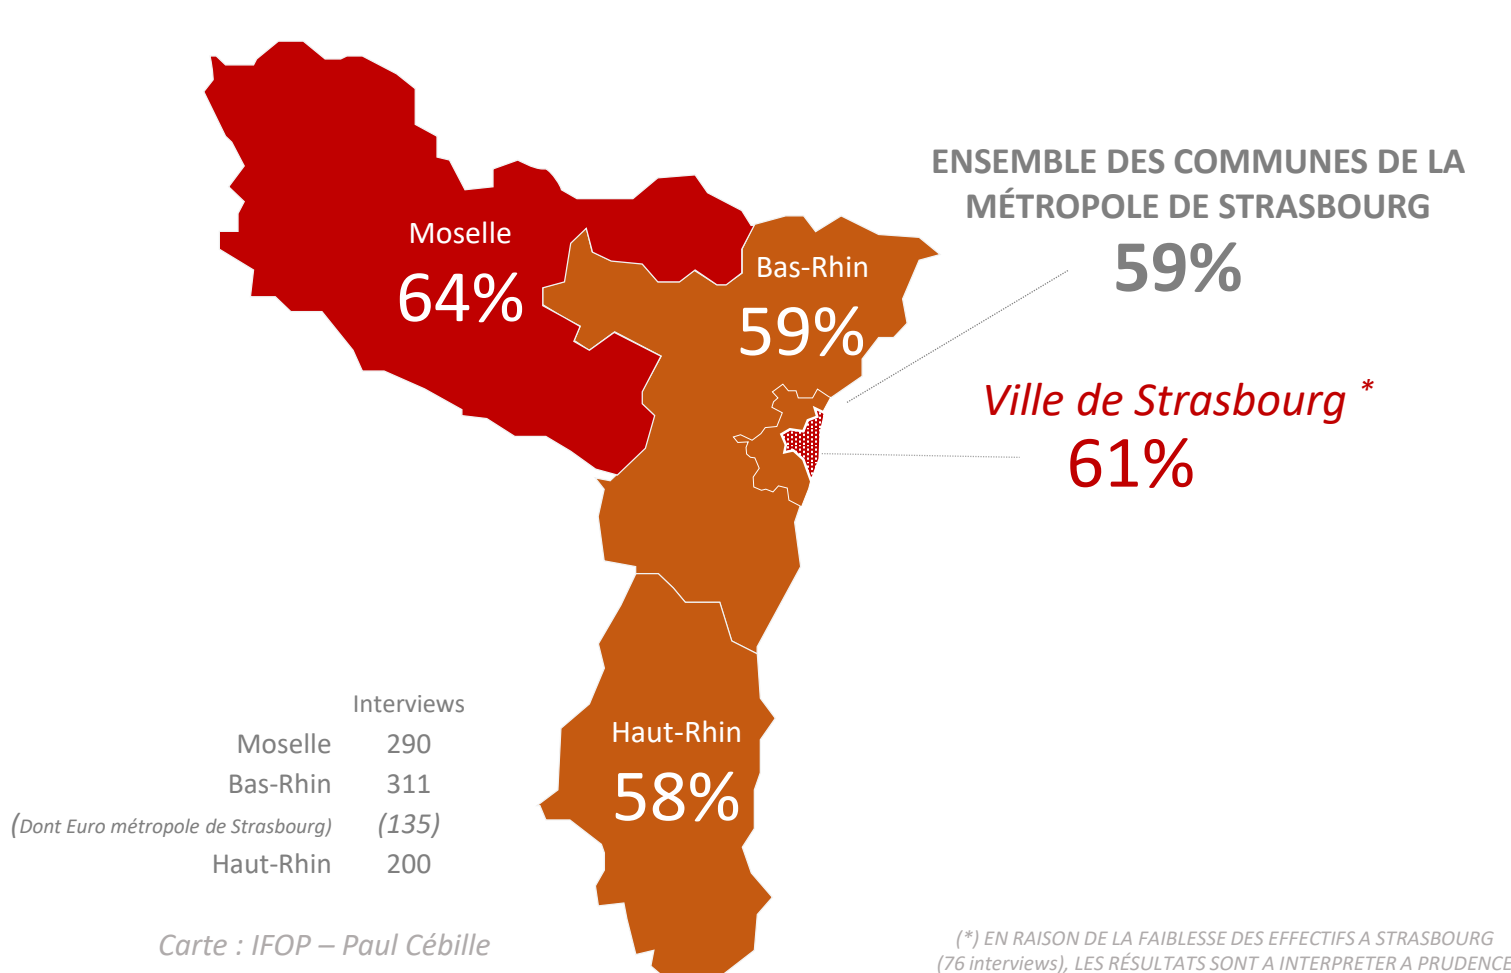 ENSEMBLE DES COMMUNES DE LA
MÉTROPOLE DE STRASBOURG
59%
Moselle
64%
Bas-Rhin
59%
Ville de Strasbourg *
61%
Haut-Rhin
58%
Interviews
Moselle 290
Bas-Rhin 311
(Dont Euro métropole de Strasbourg) (135)
Haut-Rhin 200
Carte : IFOP – Paul Cébille
(*) EN RAISON DE LA FAIBLESSE DES EFFECTIFS A STRASBOURG
(76 interviews), LES RÉSULTATS SONT A INTERPRETER A PRUDENCE